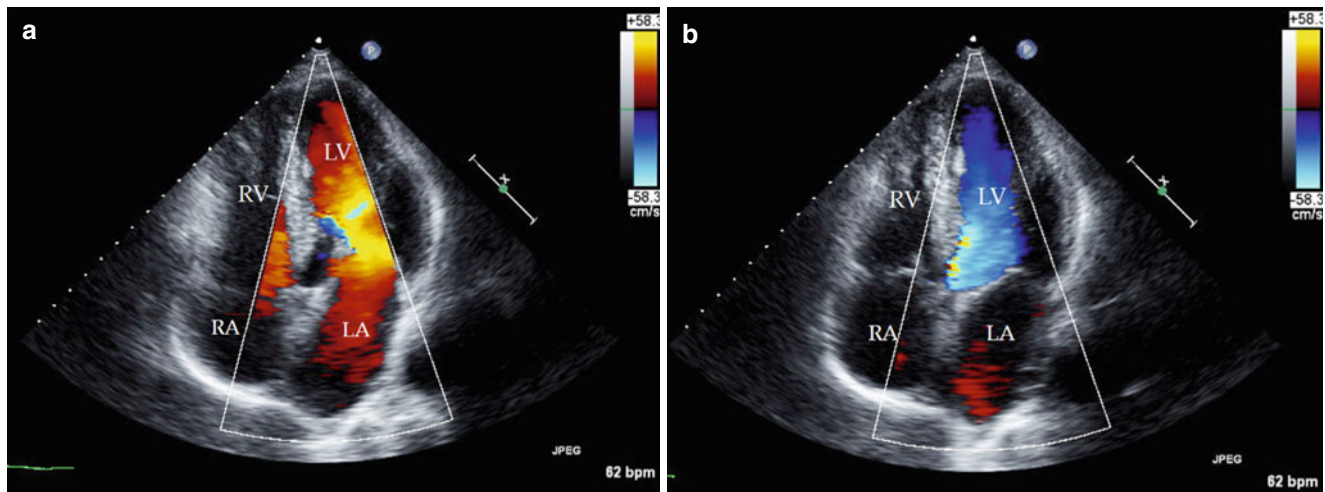 a
P
+58.3
-58.3
cm/s
LV
RV
RA
LA
JPEG
62 bpm
b
P
+58.3
-58.3
cm/s
RV
LV
RA
LA
JPEG
62 bpm